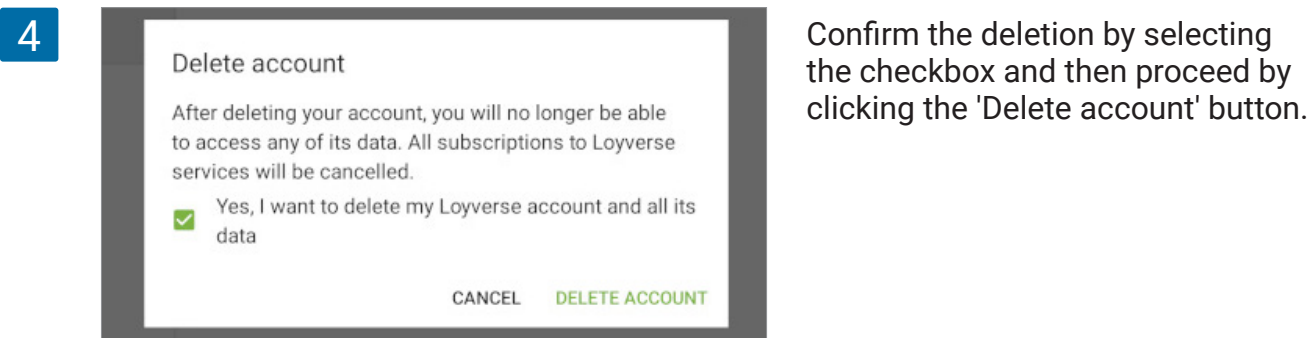 4
Delete account
After deleting your account, you will no longer be able
to access any of its data. All subscriptions to Loyverse
services will be cancelled.
Yes, I want to delete my Loyverse account and all its
data
CANCEL DELETE ACCOUNT
Confirm the deletion by selecting
the checkbox and then proceed by
clicking the 'Delete account' button.